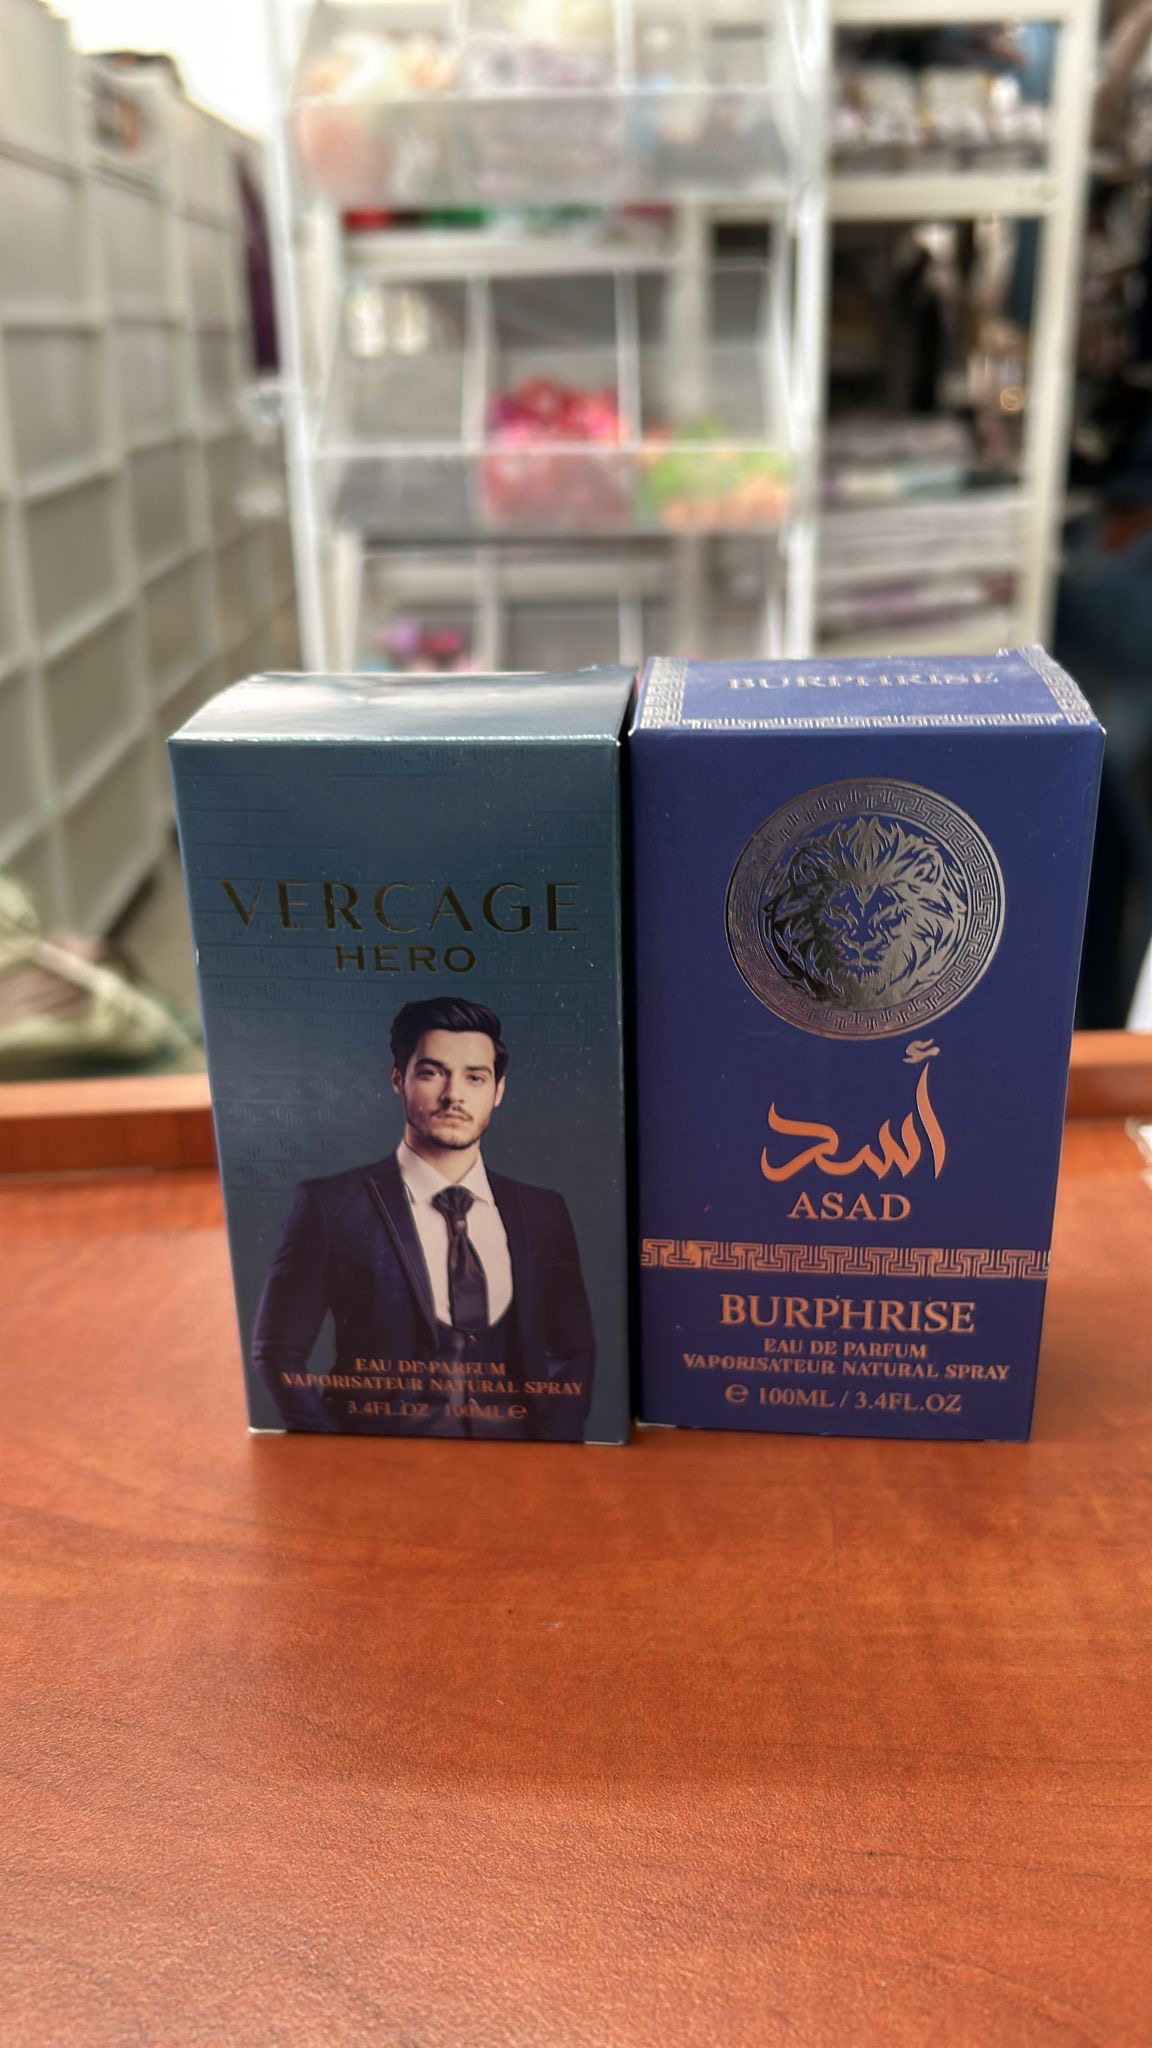 VERCAGE
HERO
EAU DE PARFUM
VAPORISATEUR NATURAL SPRAY
3.4FL.OZ 100ML ℮
BURPHRISE
أسد
ASAD
BURPHRISE
EAU DE PARFUM
VAPORISATEUR NATURAL SPRAY
℮ 100ML / 3.4FL.OZ